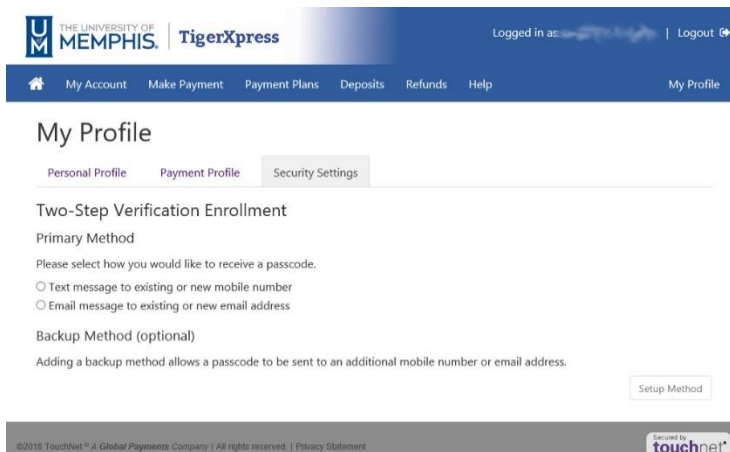 THE UNIVERSITY OF
MEMPHIS.
TigerXpress
Logged in as: | Logout
My Account Make Payment Payment Plans Deposits Refunds Help My Profile
My Profile
Personal Profile Payment Profile Security Settings
Two-Step Verification Enrollment
Primary Method
Please select how you would like to receive a passcode.
Text message to existing or new mobile number
Email message to existing or new email address
Backup Method (optional)
Adding a backup method allows a passcode to be sent to an additional mobile number or email address.
Setup Method
©2018 TouchNet ® A Global Payments Company | All rights reserved. | Privacy Statement
Secured by
touchnet